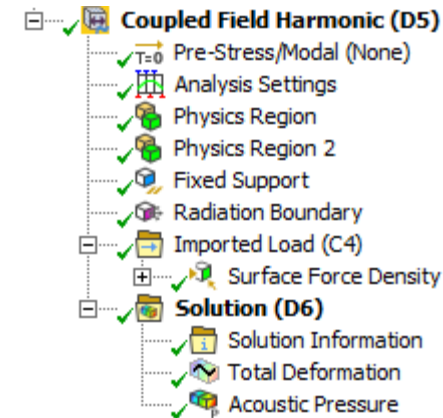 Coupled Field Harmonic (D5)
T=0 Pre-Stress/Modal (None)
Analysis Settings
Physics Region
Physics Region 2
Fixed Support
Radiation Boundary
Imported Load (C4)
Surface Force Density
Solution (D6)
i Solution Information
Total Deformation
P Acoustic Pressure